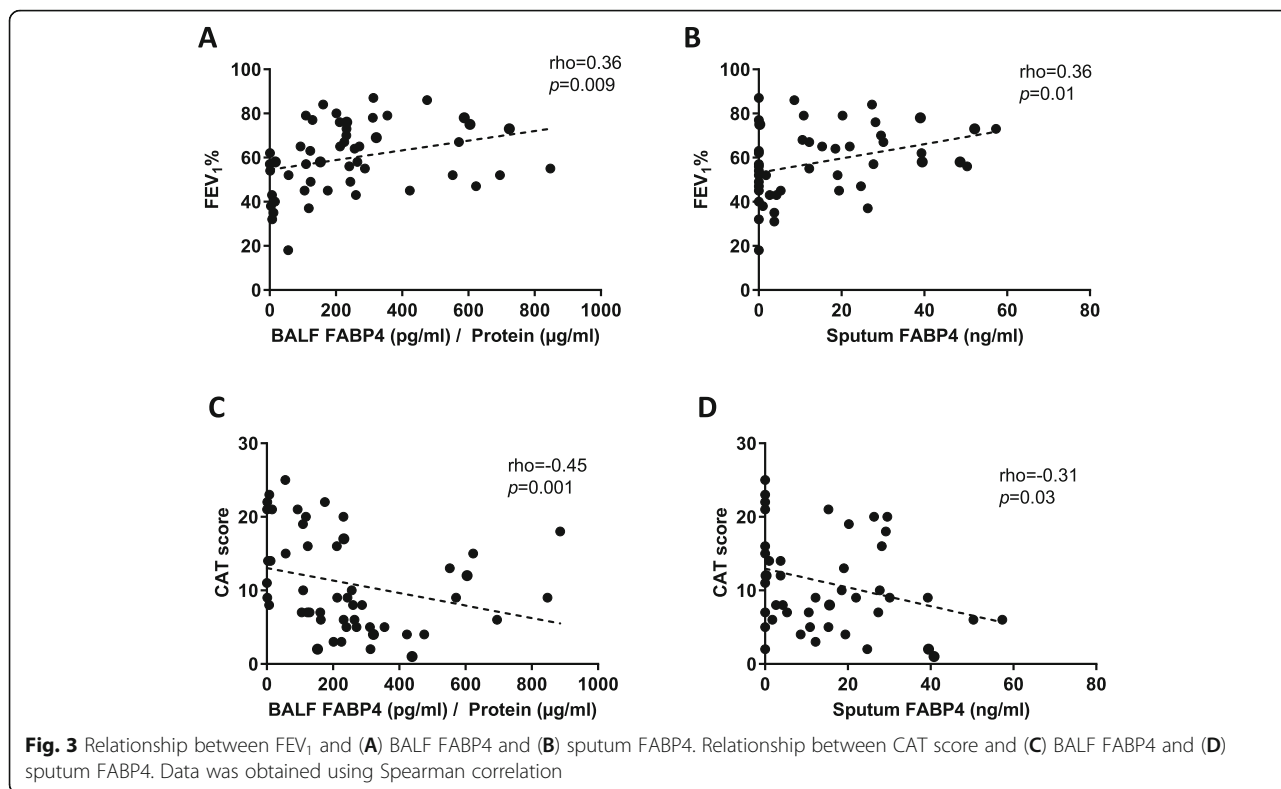 A
rho=0.36
p=0.009
100
80
60
40
20
0
FEV₁%
0 200 400 600 800 1000
BALF FABP4 (pg/ml) / Protein (µg/ml)
B
rho=0.36
p=0.01
100
80
60
40
20
0
FEV₁%
0 20 40 60 80
Sputum FABP4 (ng/ml)
C
rho=-0.45
p=0.001
30
20
10
0
CAT score
0 200 400 600 800 1000
BALF FABP4 (pg/ml) / Protein (µg/ml)
D
rho=-0.31
p=0.03
30
20
10
0
CAT score
0 20 40 60 80
Sputum FABP4 (ng/ml)
Fig. 3 Relationship between FEV₁ and (A) BALF FABP4 and (B) sputum FABP4. Relationship between CAT score and (C) BALF FABP4 and (D)
sputum FABP4. Data was obtained using Spearman correlation